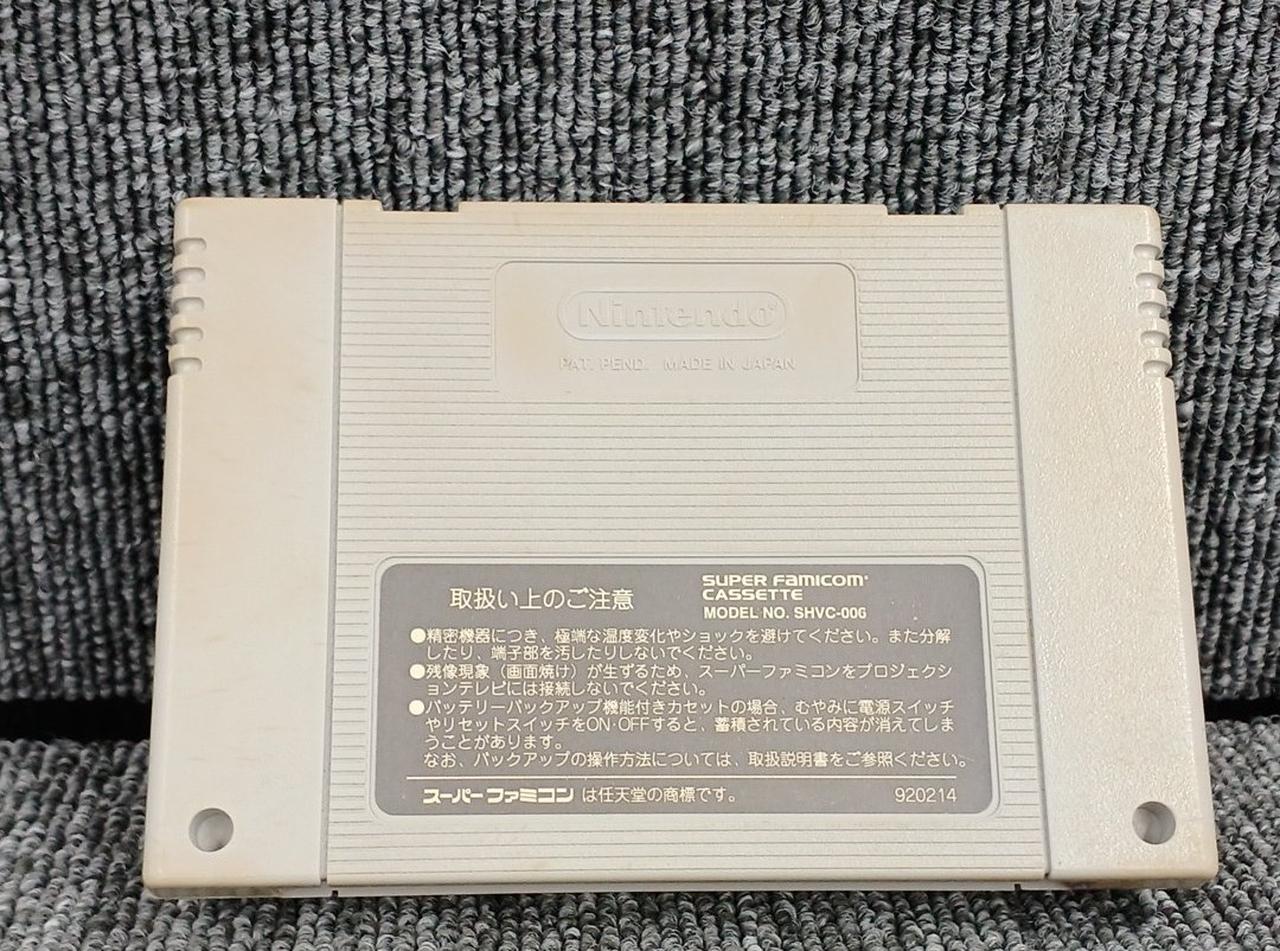 Nintendo®
PAT. PEND. MADE IN JAPAN
取扱い上のご注意
SUPER FAMICOM®
CASSETTE
MODEL NO. SHVC-006
●精密機器につき、極端な温度変化やショックを避けてください。また分解
したり、端子部を汚したりしないでください。
●残像現象（画面焼け）が生ずるため、スーパーファミコンをプロジェクシ
ョンテレビには接続しないでください。
●バッテリーバックアップ機能付きカセットの場合、むやみに電源スイッチ
やリセットスイッチをON・OFFすると、蓄積されている内容が消えてしま
うことがあります。
なお、バックアップの操作方法については、取扱説明書をご参照ください。
スーパーファミコン は任天堂の商標です。
920214